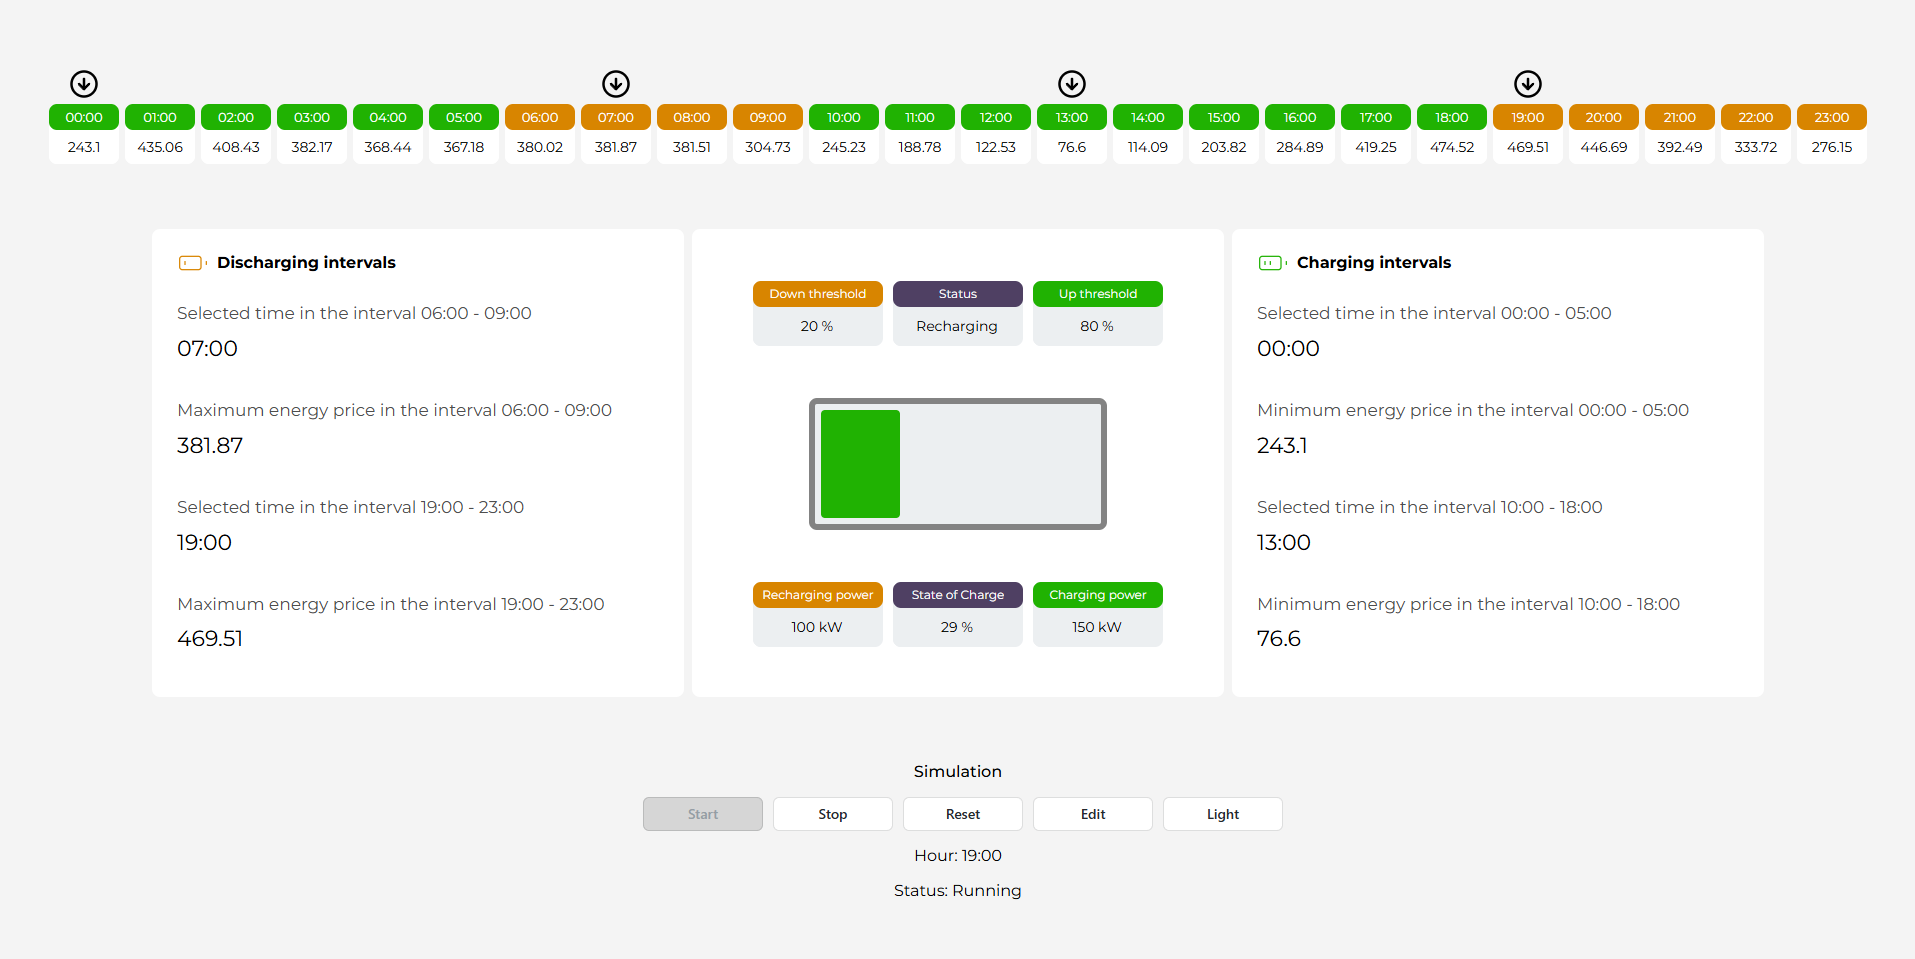 00:00 01:00 02:00 03:00 04:00 05:00 06:00 07:00 08:00 09:00 10:00 11:00 12:00 13:00 14:00 15:00 16:00 17:00 18:00 19:00 20:00 21:00 22:00 23:00
243.1 435.06 408.43 382.17 368.44 367.18 380.02 381.87 381.51 304.73 245.23 188.78 122.53 76.6 114.09 203.82 284.89 419.25 474.52 469.51 446.69 392.49 333.72 276.15
Discharging intervals
Selected time in the interval 06:00 - 09:00
07:00
Maximum energy price in the interval 06:00 - 09:00
381.87
Selected time in the interval 19:00 - 23:00
19:00
Maximum energy price in the interval 19:00 - 23:00
469.51
Down threshold Status Up threshold
20 % Recharging 80 %
Recharging power State of Charge Charging power
100 kW 29 % 150 kW
Charging intervals
Selected time in the interval 00:00 - 05:00
00:00
Minimum energy price in the interval 00:00 - 05:00
243.1
Selected time in the interval 10:00 - 18:00
13:00
Minimum energy price in the interval 10:00 - 18:00
76.6
Simulation
Start Stop Reset Edit Light
Hour: 19:00
Status: Running